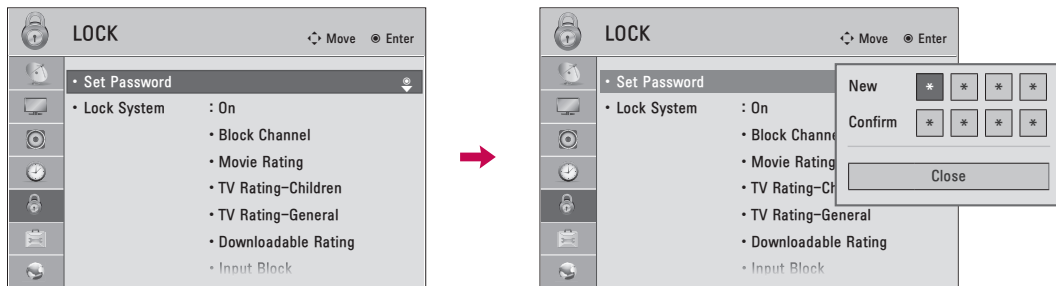 LOCK
Move Enter
• Set Password
• Lock System : On
• Block Channel
• Movie Rating
• TV Rating-Children
• TV Rating-General
• Downloadable Rating
• Input Block
LOCK
Move Enter
• Set Password
• Lock System : On
• Block Channe
• Movie Rating
• TV Rating-Ch
• TV Rating-General
• Downloadable Rating
• Input Block
New * * * *
Confirm * * * *
Close